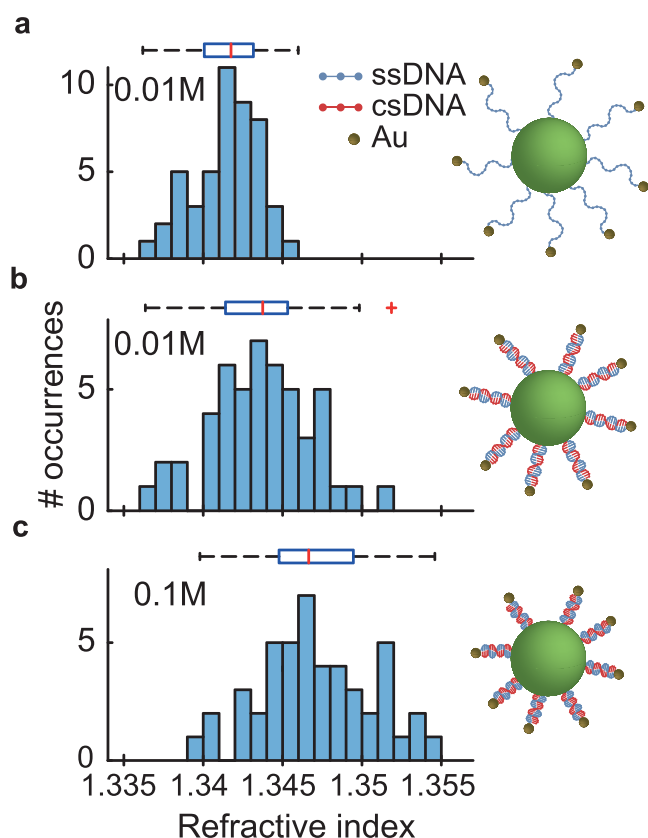 a
10
5
0
0.01M
ssDNA
csDNA
Au
b
5
0
0.01M
# occurrences
c
5
0
0.1M
1.335 1.34 1.345 1.35 1.355
Refractive index